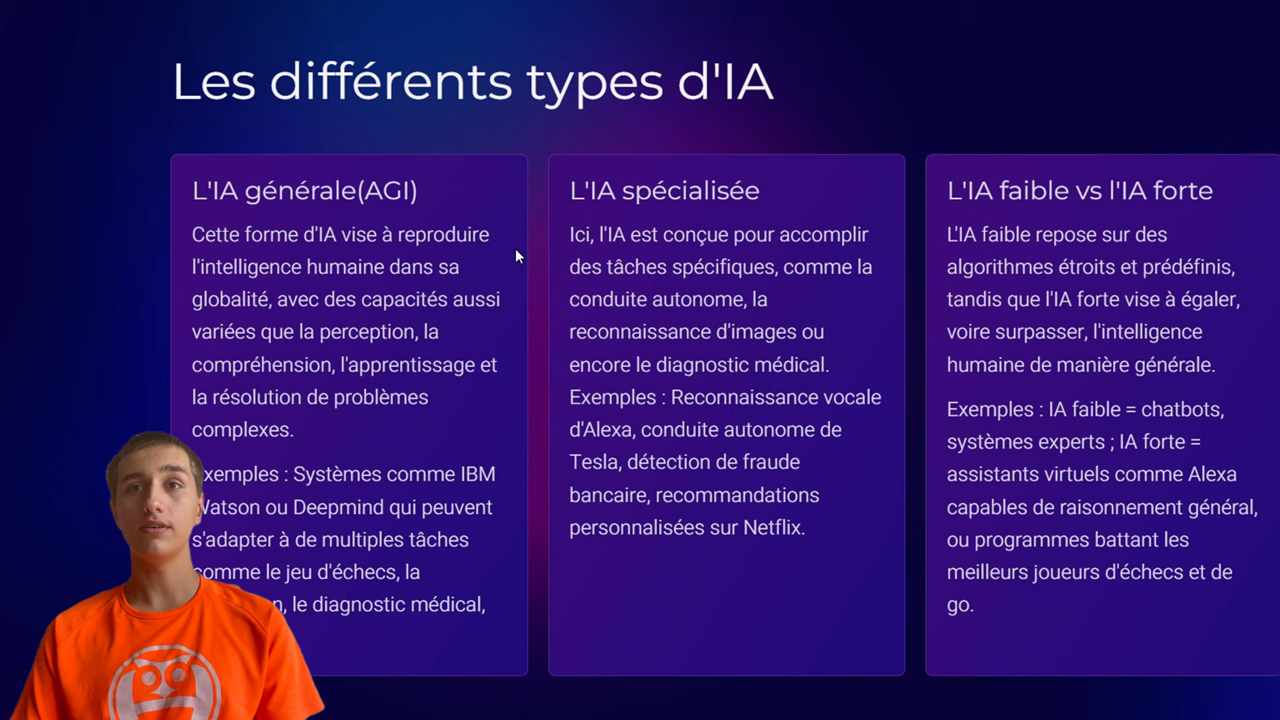 Les différents types d'IA
L'IA générale(AGI)
Cette forme d'IA vise à reproduire
l'intelligence humaine dans sa
globalité, avec des capacités aussi
variées que la perception, la
compréhension, l'apprentissage et
la résolution de problèmes
complexes.
: Systèmes comme IBM
ou Deepmind qui peuvent
s'adapter à de multiples tâches
comme le jeu d'échecs, la
le diagnostic médical,
L'IA spécialisée
Ici, l'IA est conçue pour accomplir
des tâches spécifiques, comme la
conduite autonome, la
reconnaissance d'images ou
encore le diagnostic médical.
Exemples : Reconnaissance vocale
d'Alexa, conduite autonome de
Tesla, détection de fraude
bancaire, recommandations
personnalisées sur Netflix.
L'IA faible vs l'IA forte
L'IA faible repose sur des
algorithmes étroits et prédéfinis,
tandis que l'IA forte vise à égaler,
voire surpasser, l'intelligence
humaine de manière générale.
Exemples : IA faible = chatbots,
systèmes experts ; IA forte =
assistants virtuels comme Alexa
capables de raisonnement général,
ou programmes battant les
meilleurs joueurs d'échecs et de
go.